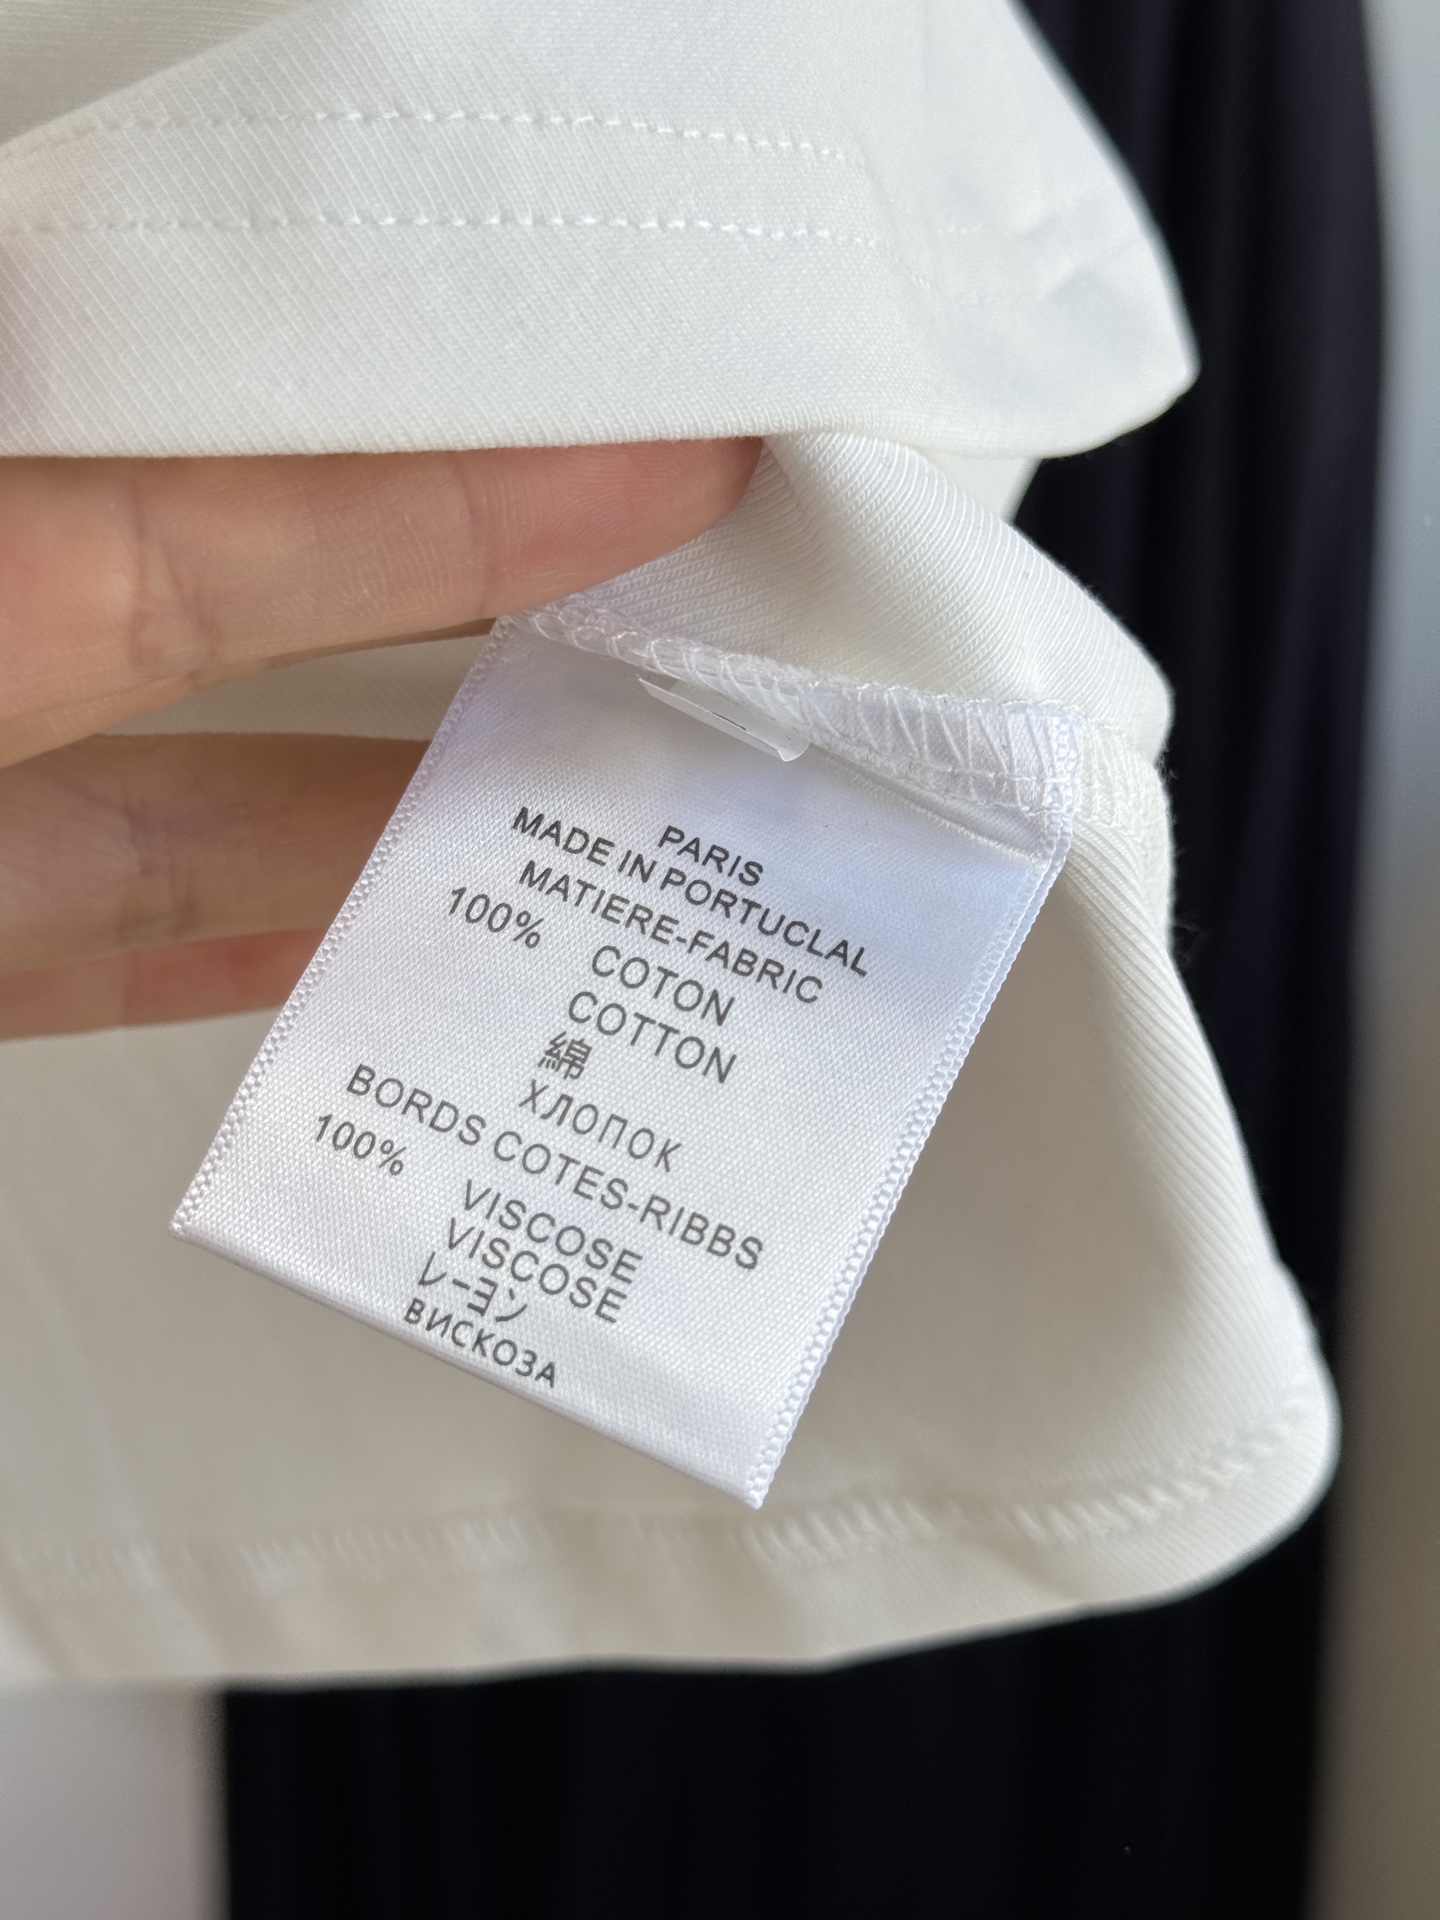 PARIS
MADE IN PORTUCLAL
MATIERE-FABRIC
100% COTON
COTTON
綿
ХЛОПОК
BORDS COTES-RIBBS
100% VISCOSE
VISCOSE
レーヨン
ВИСКОЗА